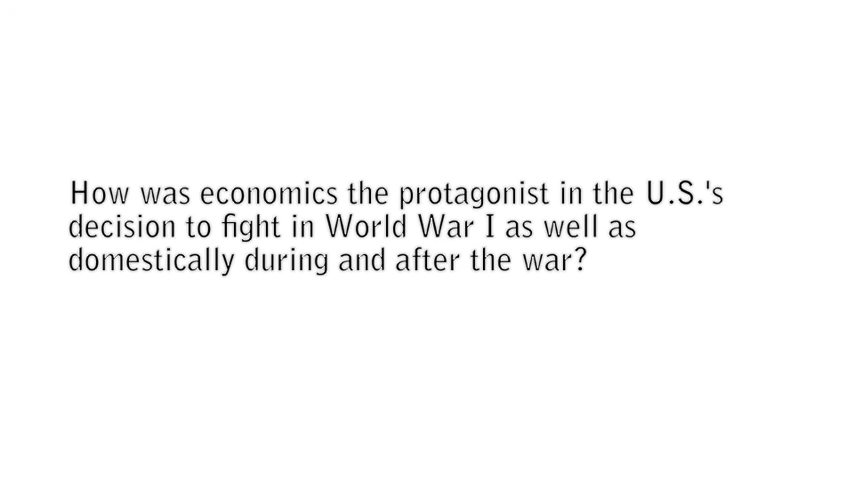 How was economics the protagonist in the U.S.'s
decision to fight in World War I as well as
domestically during and after the war?